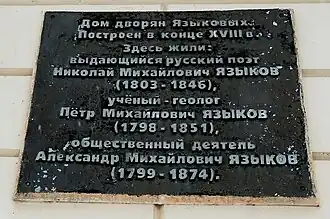 Дом дворян Языковых.
Построен в конце XVIII в.
Здесь жили:
выдающийся русский поэт
Николай Михайлович ЯЗЫКОВ
(1803 - 1846),
учёный - геолог
Пётр Михайлович ЯЗЫКОВ
(1798 - 1851),
общественный деятель
Александр Михайлович ЯЗЫКОВ
(1799 - 1874).